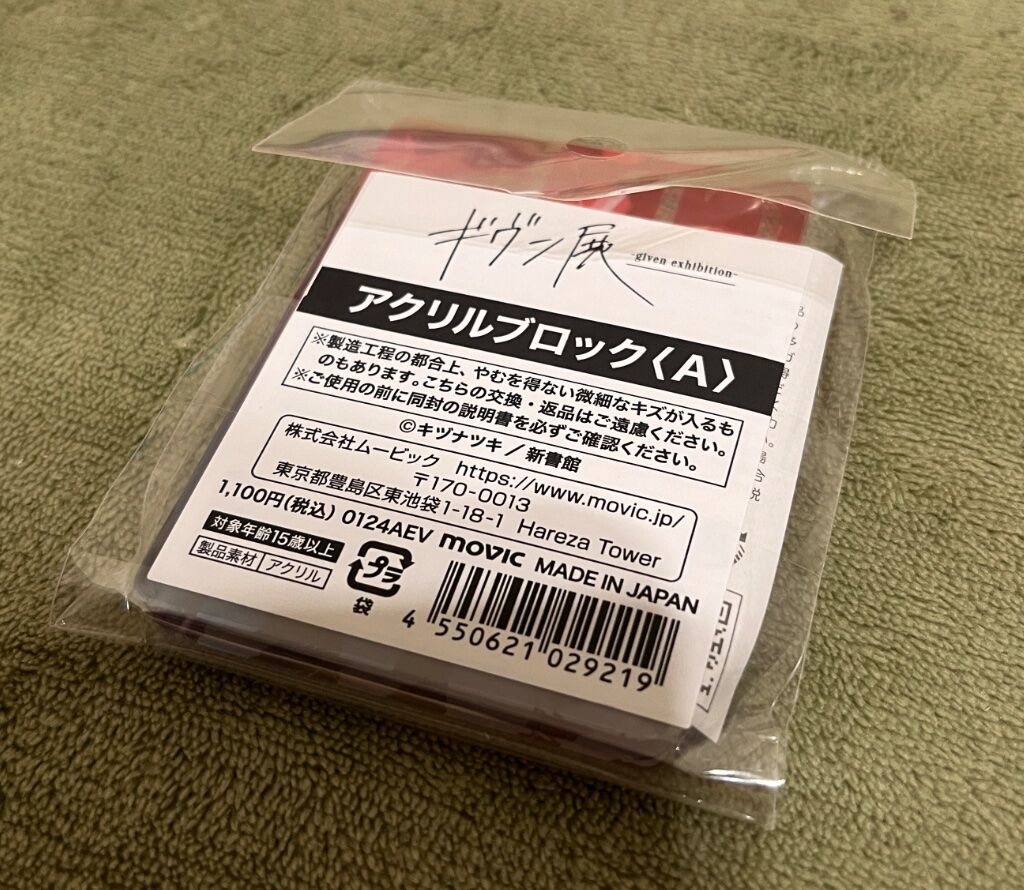 ギヴン展
-given exhibition-
アクリルブロック〈A〉
※製造工程の都合上、やむを得ない微細なキズが入るも
のもあります。こちらの交換・返品はご遠慮ください。
※ご使用の前に同封の説明書を必ずご確認ください。
©キヅナツキ／新書館
株式会社ムービック https://www.movic.jp/
〒170-0013
東京都豊島区東池袋1-18-1 Hareza Tower
1,100円(税込) 0124AEV movic MADE IN JAPAN
対象年齢15歳以上
製品素材 アクリル
プラ
袋
4 550621 029219